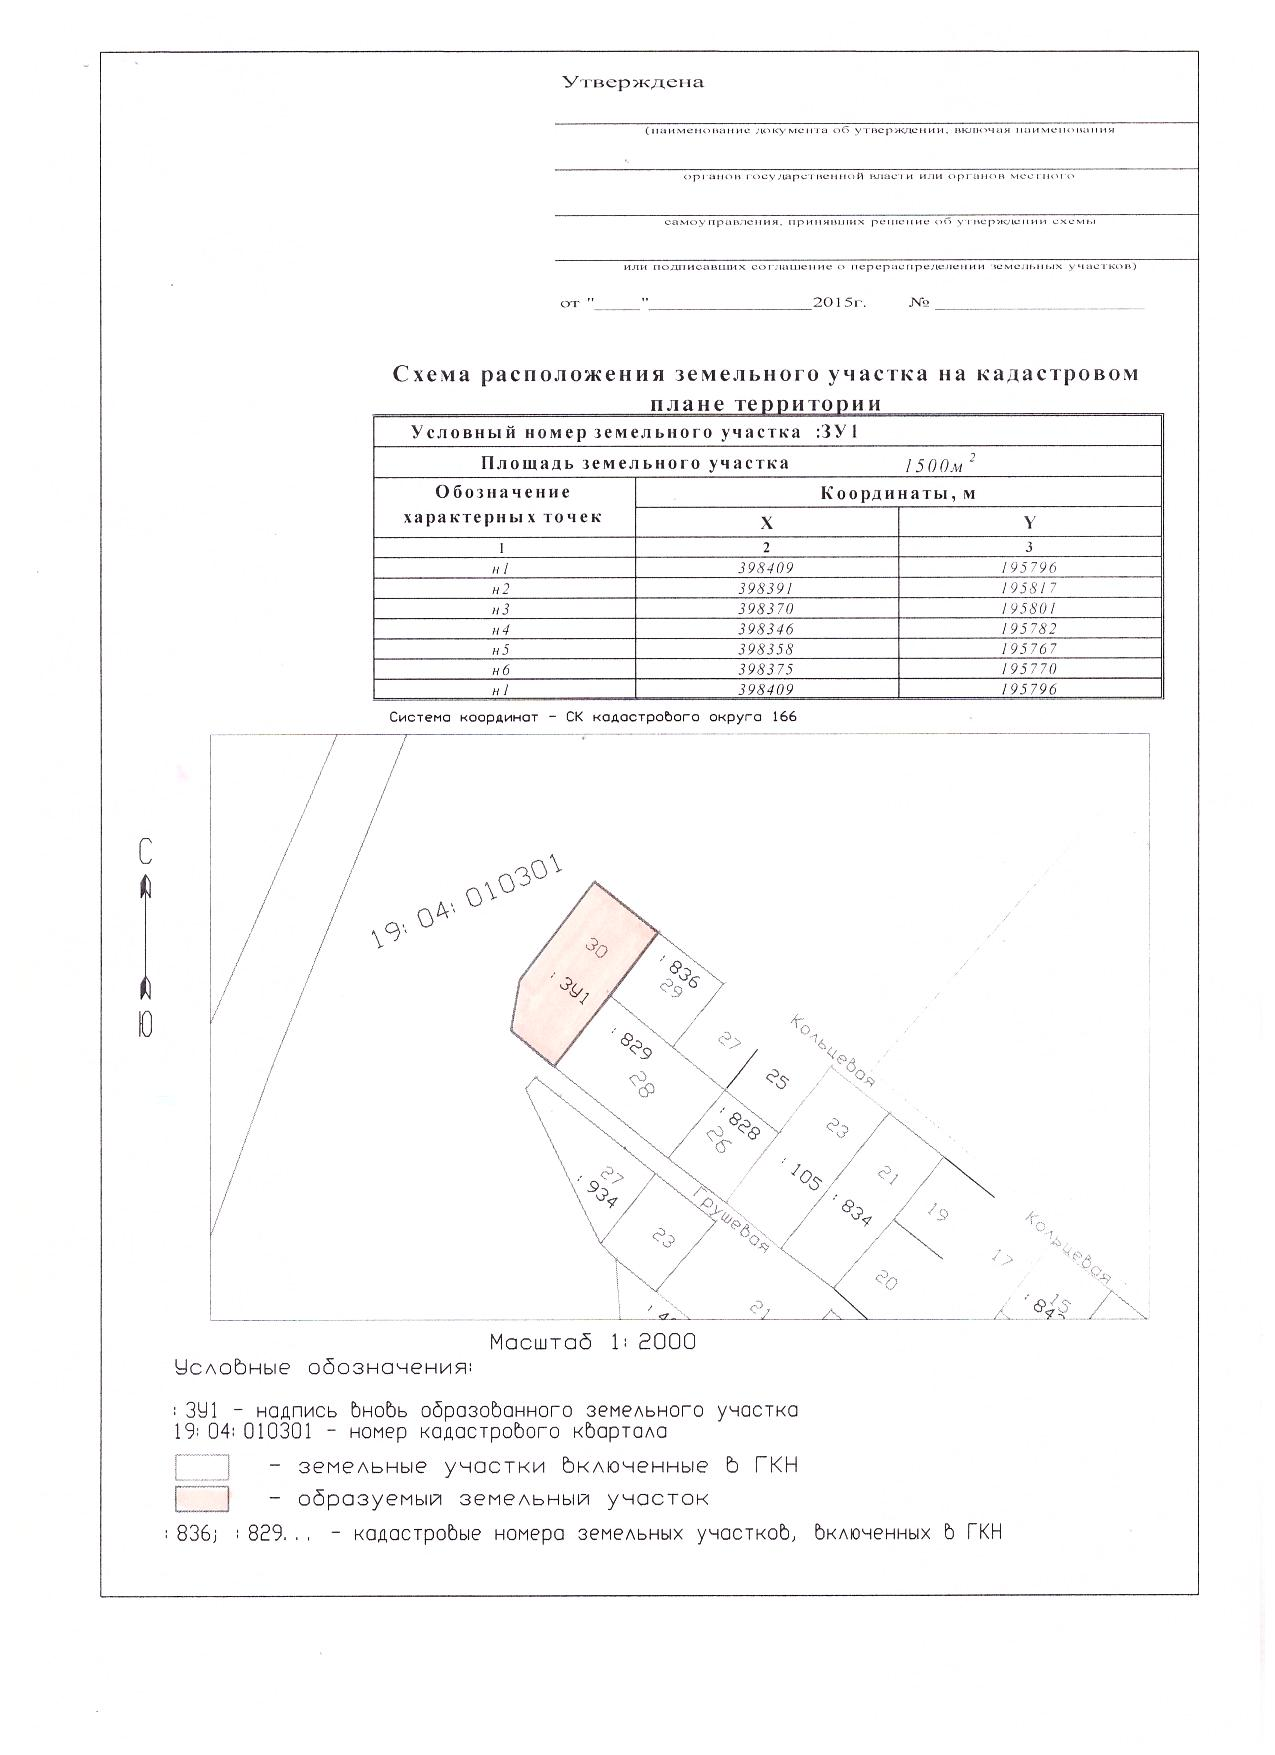 Утверждена
(наименование документа об утверждении, включая наименования
органов государственной власти или органов местного
самоуправления, принявших решение об утверждении схемы
или подписавших соглашение о перераспределении земельных участков)
от "_____"__________________2015г. № _______________________
Схема расположения земельного участка на кадастровом
плане территории
Условный номер земельного участка :ЗУ1
Площадь земельного участка 1500м²
Обозначение характерных точек Координаты, м
X Y
1 2 3
н1 398409 195796
н2 398391 195817
н3 398370 195801
н4 398346 195782
н5 398358 195767
н6 398375 195770
н1 398409 195796
Система координат - СК кадастрового округа 166
С
Ю
19: 04: 010301
30
: ЗУ1
: 836
29
: 829
28
27
25
Кольцевая
: 828
26
23
: 105
21
: 834
19
27
: 934
23
Грушевая
20
17
Кольцевая
15
21
Масштаб 1: 2000
Условные обозначения:
: ЗУ1 - надпись вновь образованного земельного участка
19: 04: 010301 - номер кадастрового квартала
- земельные участки включенные в ГКН
- образуемый земельный участок
: 836; : 829... - кадастровые номера земельных участков, включенных в ГКН